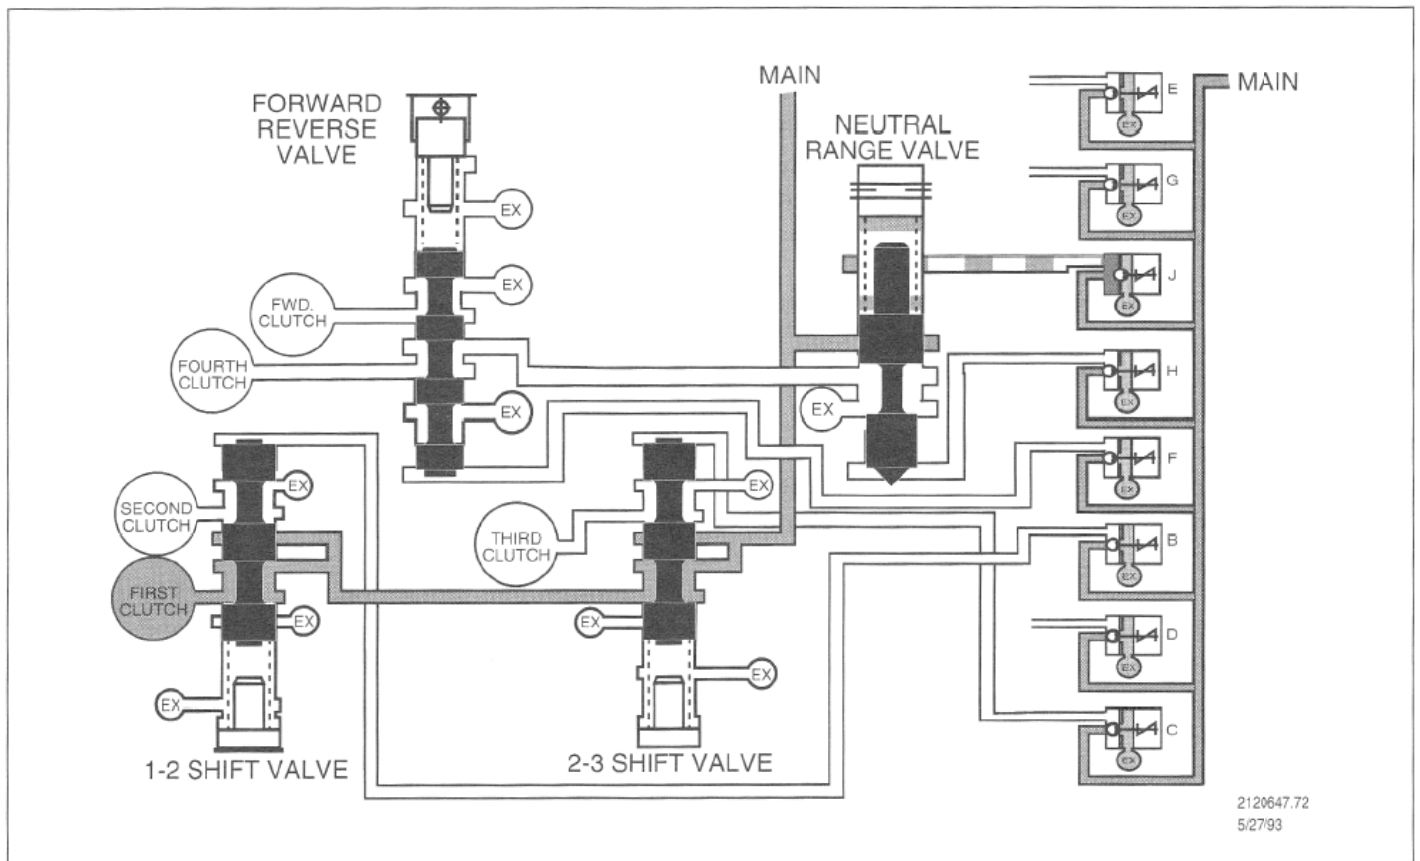 MAIN
MAIN
FORWARD
REVERSE
VALVE
NEUTRAL
RANGE VALVE
E
EX
G
EX
EX
EX
J
EX
FWD.
CLUTCH
FOURTH
CLUTCH
H
EX
EX
EX
F
EX
SECOND
CLUTCH
EX
EX
THIRD
CLUTCH
B
EX
FIRST
CLUTCH
EX
EX
D
EX
EX
EX
C
EX
1-2 SHIFT VALVE
2-3 SHIFT VALVE
2120647.72
5/27/93